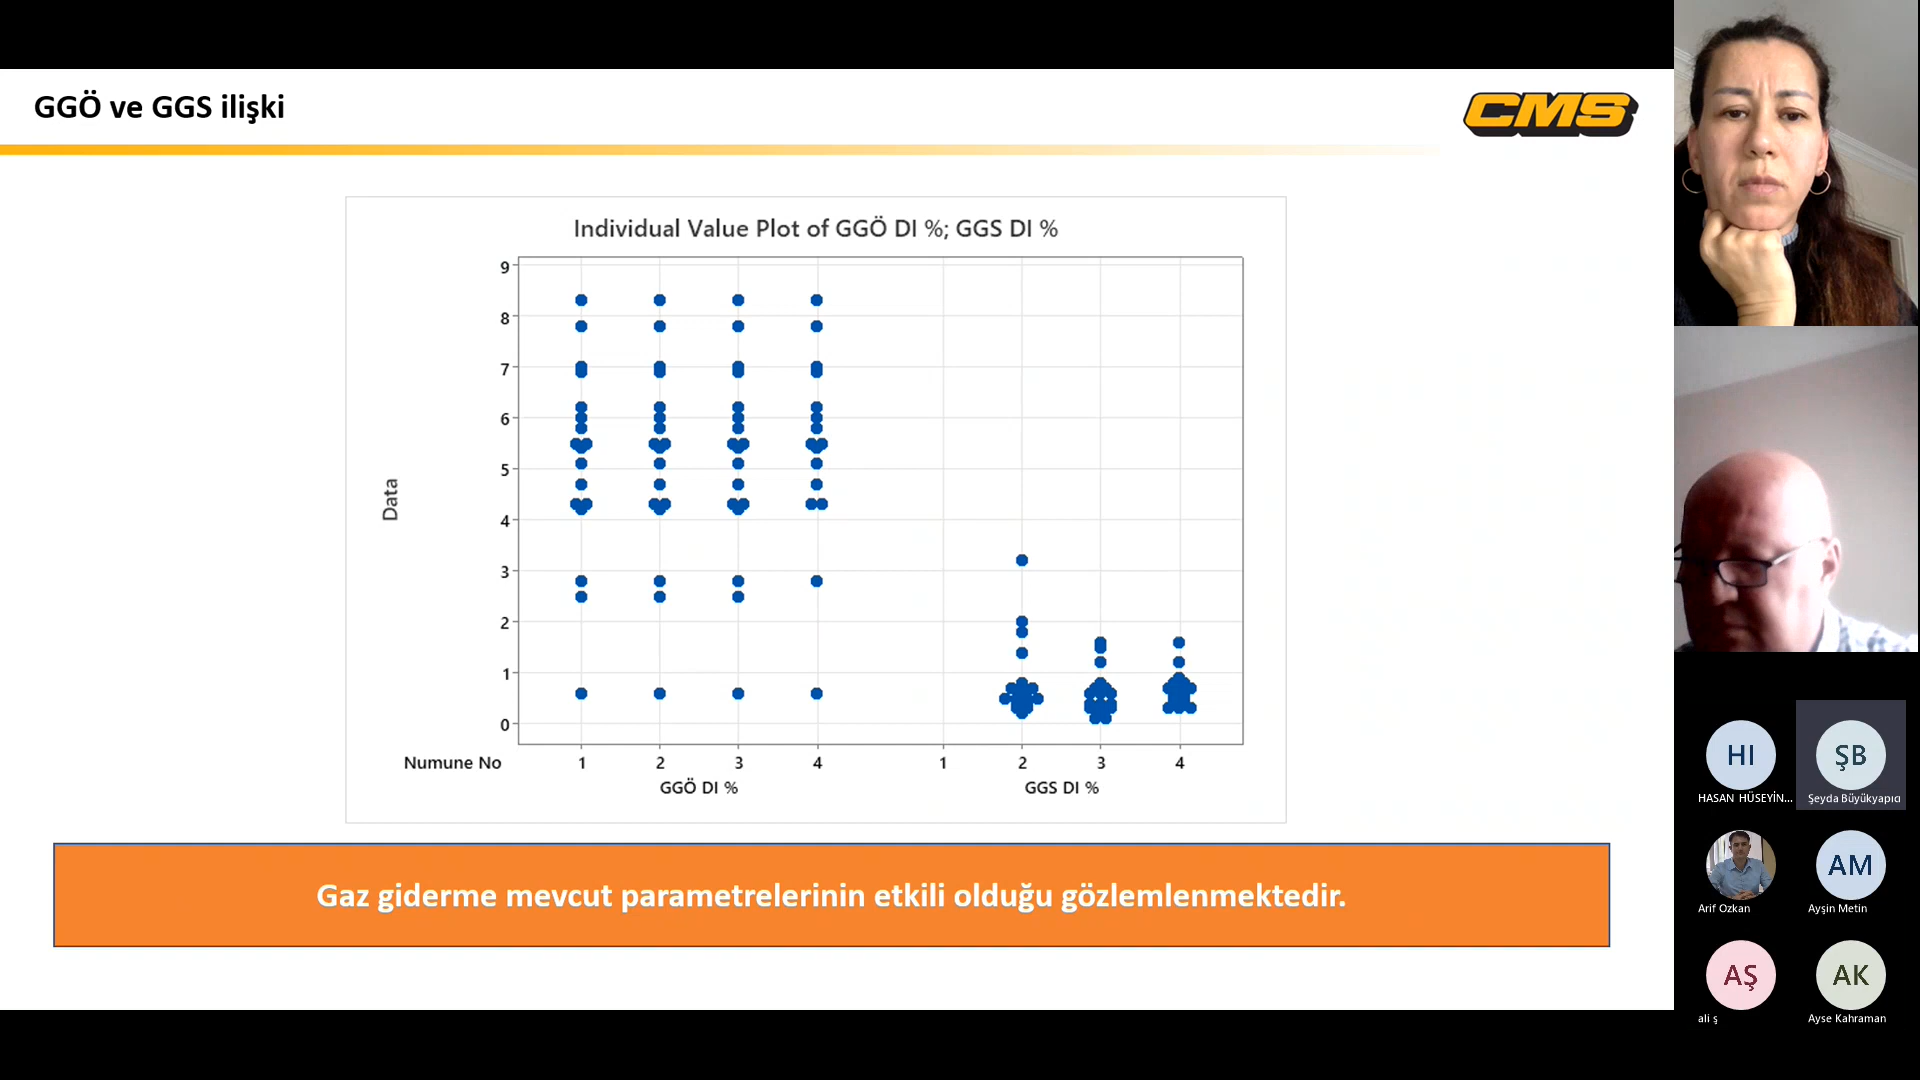 GGÖ ve GGS ilişki
CMS
Individual Value Plot of GGÖ DI %; GGS DI %
9
8
7
6
5
4
3
2
1
0
Data
Numune No
1 2 3 4 1 2 3 4
GGÖ DI % GGS DI %
Gaz giderme mevcut parametrelerinin etkili olduğu gözlemlenmektedir.
HI
HASAN HÜSEYİN...
ŞB
Şeyda Büyükyapıcı
Arif Ozkan
AM
Ayşin Metin
AŞ
ali ş
AK
Ayse Kahraman